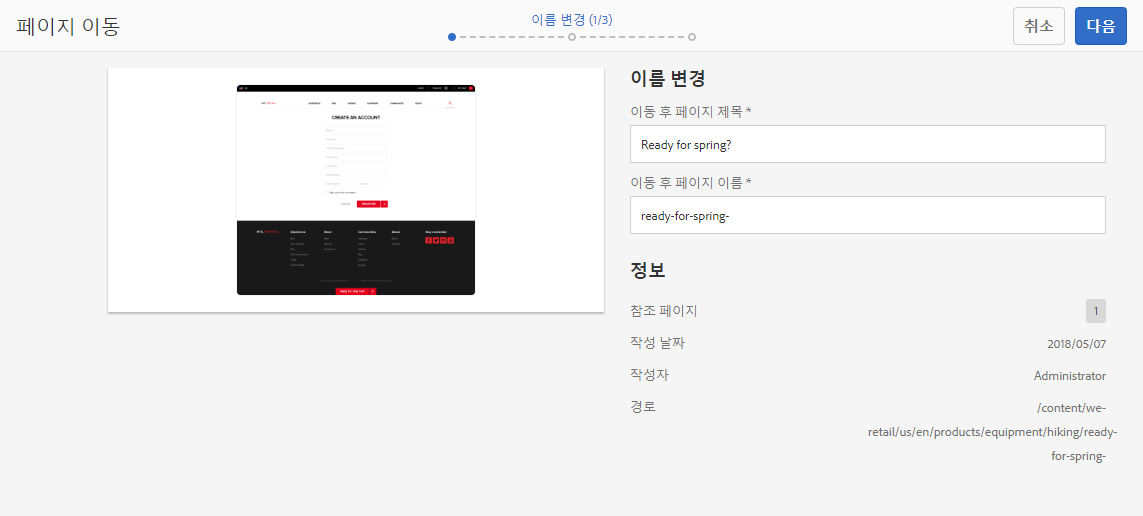 페이지 이동
이름 변경 (1/3)
취소
다음
CREATE AN ACCOUNT
이름 변경
이동 후 페이지 제목 *
Ready for spring?
이동 후 페이지 이름 *
ready-for-spring-
정보
참조 페이지
1
작성 날짜
2018/05/07
작성자
Administrator
경로
/content/we-
retail/us/en/products/equipment/hiking/ready-
for-spring-